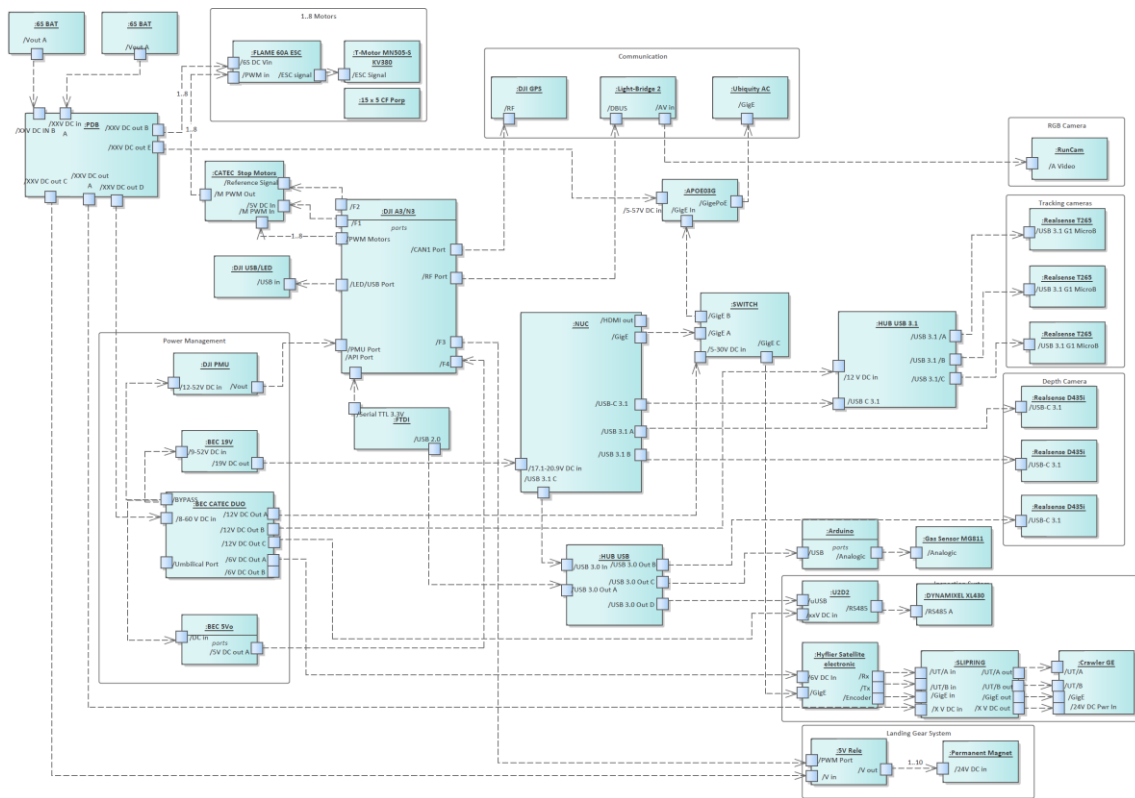 :6S BAT
/Vout A
:6S BAT
/Vout A
1..8 Motors
:FLAME 60A ESC
/6S DC Vin
/PWM in
/ESC signal
:T-Motor MN505-S
KV380
/ESC Signal
:15 x 5 CF Porp
1..8
1..8
/XXV DC IN B
/XXV DC in
A
:PDB
/XXV DC out B
/XXV DC out E
/XXV DC out C
/XXV DC out
A
/XXV DC out D
Communication
:DJI GPS
/RF
:Light-Bridge 2
/DBUS
/AV in
:Ubiquity AC
/GigE
RGB Camera
:RunCam
/A Video
:CATEC Stop Motors
/Reference Signal
/M PWM Out
/5V DC In
/M PWM In
1..8
:DJI A3/N3
parts
/F2
/F1
/PWM Motors
/CAN1 Port
/RF Port
/LED/USB Port
/PMU Port
/API Port
/F3
/F4
:DJI USB/LED
/USB in
:APOE03G
/5-57V DC in
/GigE In
/GigePoE
Tracking cameras
:Realsense T265
/USB 3.1 G1 MicroB
:Realsense T265
/USB 3.1 G1 MicroB
:Realsense T265
/USB 3.1 G1 MicroB
:SWITCH
/GigE B
/GigE A
/5-30V DC In
/GigE C
:NUC
/HDMI out
/GigE
/USB-C 3.1
/USB 3.1 A
/USB 3.1 B
/17.1-20.9V DC in
/USB 3.1 C
:HUB USB 3.1
/USB 3.1 /A
/USB 3.1 /B
/USB 3.1/C
/12 V DC in
/USB C 3.1
Depth Camera
:Realsense D435i
/USB-C 3.1
:Realsense D435i
/USB-C 3.1
:Realsense D435i
/USB-C 3.1
Power Management
:DJI PMU
/12-52V DC in
/Vout
:BEC 19V
/9-52V DC in
/19V DC out
:BEC CATEC DUO
/BYPASS
/8-60 V DC in
/12V DC Out A
/12V DC Out B
/12V DC Out C
/6V DC Out A
/6V DC Out B
/Umbilical Port
:BEC 5Vo
parts
/DC in
/5V DC out A
/Serial TTL 3.3V
:FTDI
/USB 2.0
:HUB USB
/USB 3.0 In
/USB 3.0 Out A
/USB 3.0 Out B
/USB 3.0 Out C
/USB 3.0 Out D
:Arduino
parts
/USB
/Analogic
:Gas Sensor MG811
/Analogic
:U2D2
/uUSB
/xxV DC in
/RS485
:DYNAMIXEL XL430
/RS485 A
:Hyflier Satellite
electronic
/6V DC In
/GigE
/Rx
/Tx
/Encoder
:SLIPRING
/UT/A in
/UT/B in
/GigE in
/X V DC in
/UT/A out
/UT/B out
/GigE out
/X V DC out
:Crawler GE
/UT/A
/UT/B
/GigE
/24V DC Pwr In
Landing Gear System
:5V Rele
/PWM Port
/V in
/V out
1..10
:Permanent Magnet
/24V DC in